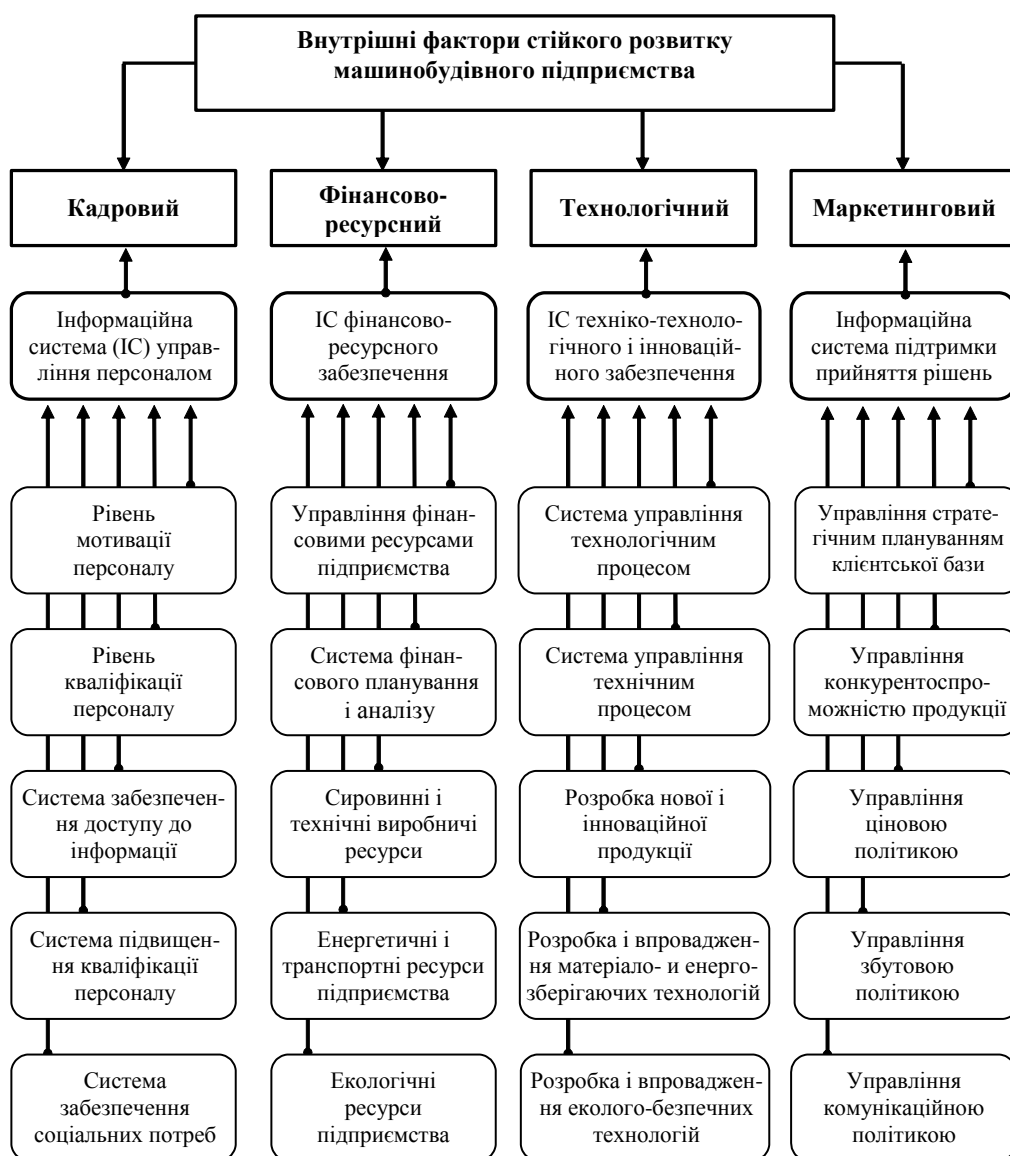 Внутрішні фактори стійкого розвитку
машинобудівного підприємства
Кадровий
Фінансово-
ресурсний
Технологічний
Маркетинговий
Інформаційна
система (ІС) управ-
ління персоналом
ІС фінансово-
ресурсного
забезпечення
ІС техніко-техноло-
гічного і інновацій-
ного забезпечення
Інформаційна
система підтримки
прийняття рішень
Рівень
мотивації
персоналу
Управління фінан-
совими ресурсами
підприємства
Система управління
технологічним
процесом
Управління страте-
гічним плануванням
клієнтської бази
Рівень
кваліфікації
персоналу
Система фінан-
сового планування
і аналізу
Система управління
технічним
процесом
Управління
конкурентоспро-
можністю продукції
Система забезпечен-
ня доступу до
інформації
Сировинні і
технічні виробничі
ресурси
Розробка нової і
інноваційної
продукції
Управління
ціновою
політикою
Система підвищен-
ня кваліфікації
персоналу
Енергетичні і
транспортні ресурси
підприємства
Розробка і впроваджен-
ня матеріало- и енерго-
зберігаючих технологій
Управління
збутовою
політикою
Система
забезпечення
соціальних потреб
Екологічні
ресурси
підприємства
Розробка і впроваджен-
ня еколого-безпечних
технологій
Управління
комунікаційною
політикою